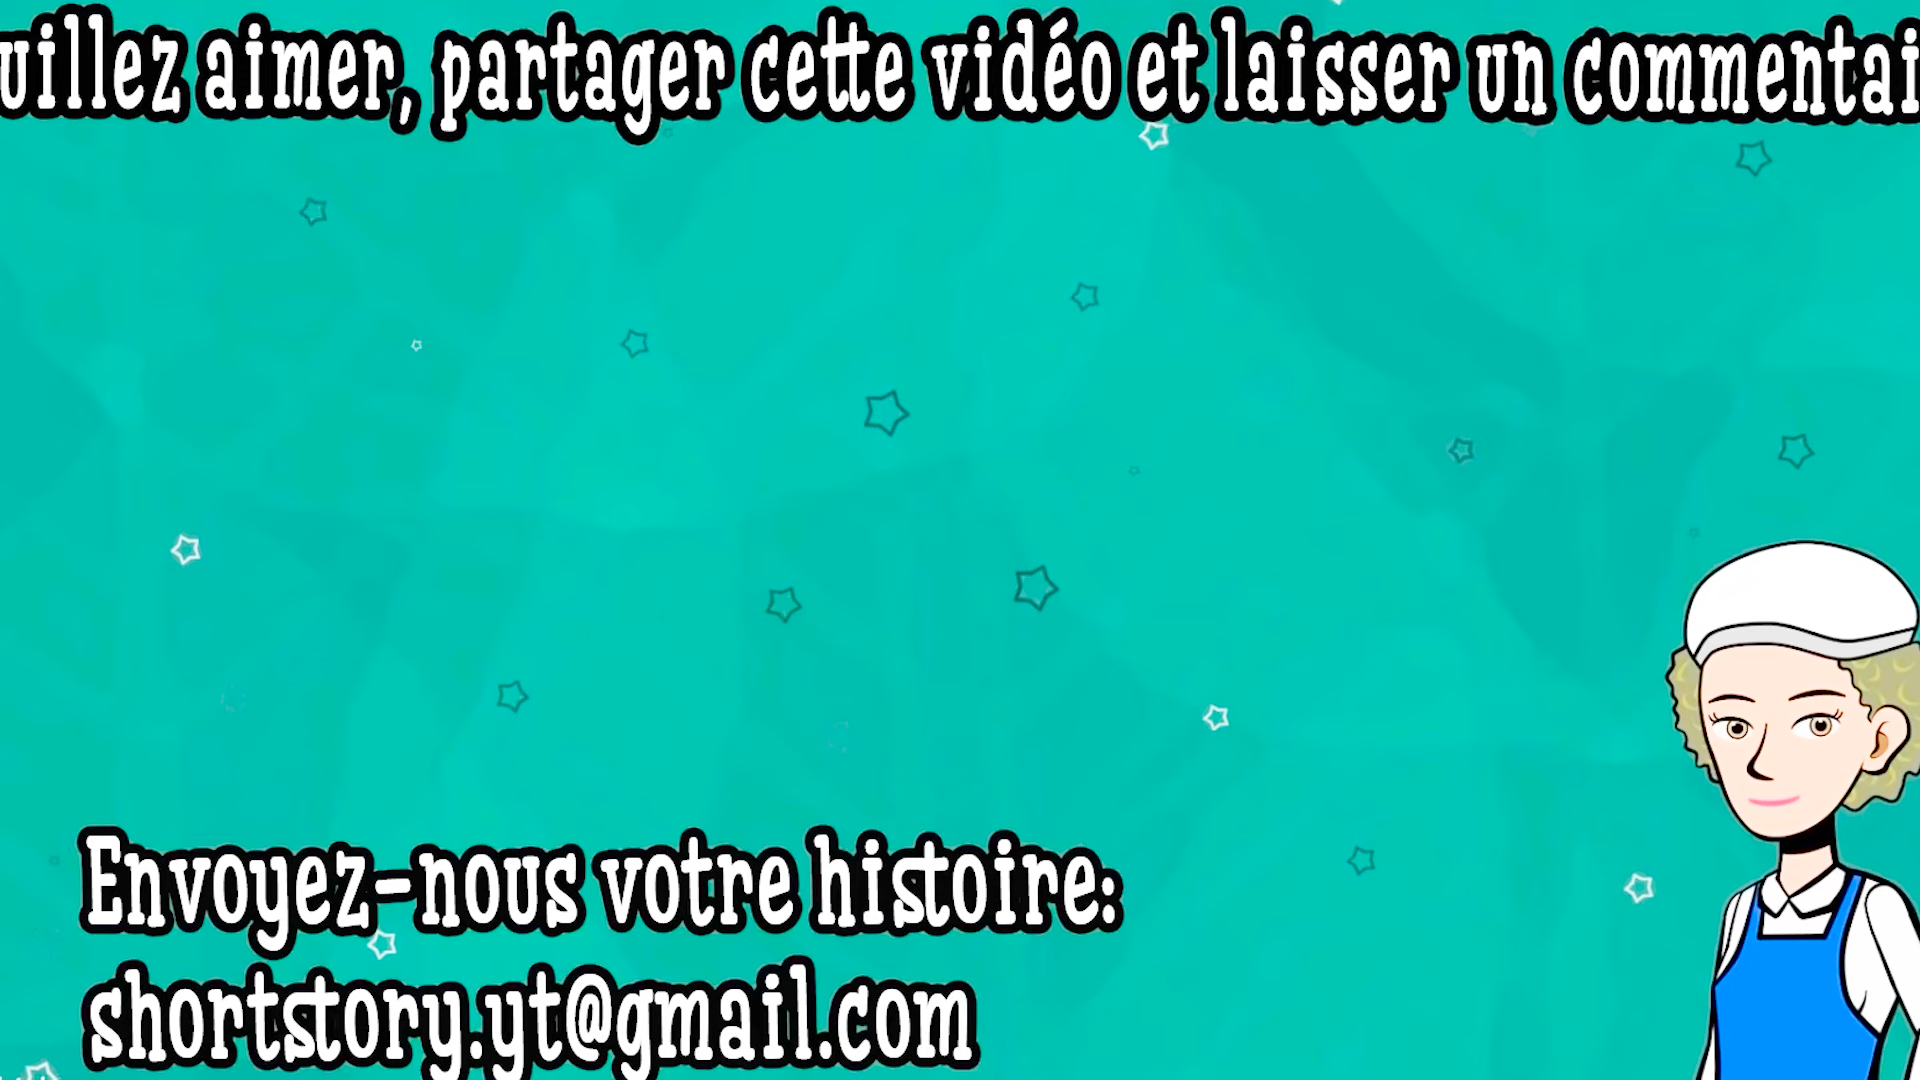 uillez aimer, partager cette vidéo et laisser un commentai
Envoyez-nous votre histoire:
shortstory.yt@gmail.com